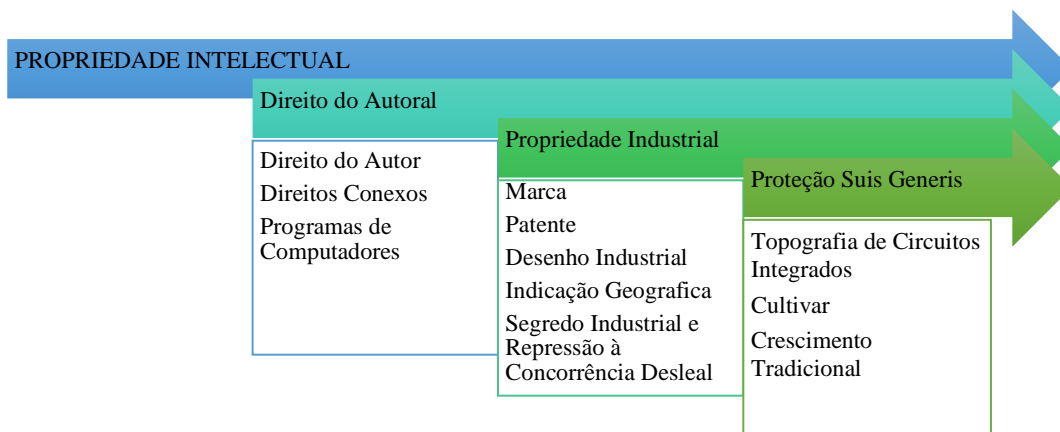 PROPRIEDADE INTELECTUAL
Direito do Autoral
Direito do Autor
Direitos Conexos
Programas de
Computadores
Propriedade Industrial
Marca
Patente
Desenho Industrial
Indicação Geografica
Segredo Industrial e
Repressão à
Concorrência Desleal
Proteção Suis Generis
Topografia de Circuitos
Integrados
Cultivar
Crescimento
Tradicional